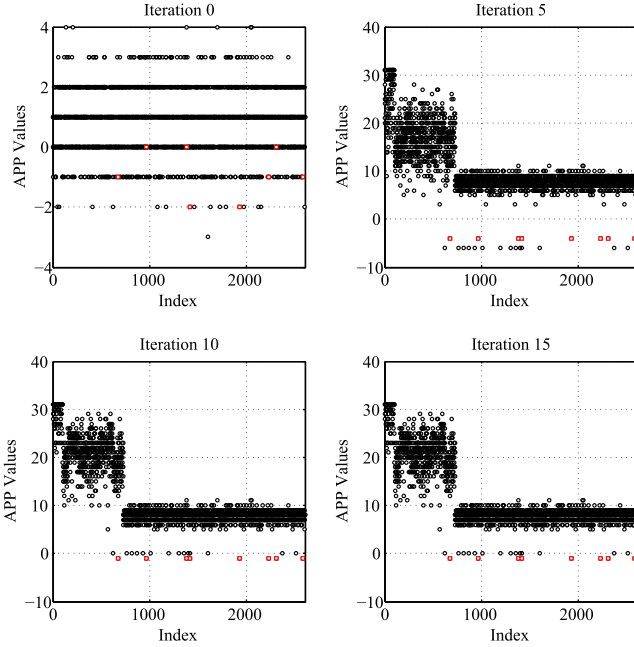 Iteration 0
4
2
0
−2
−4
0
1000
2000
APP Values
Index
Iteration 5
40
30
20
10
0
−10
0
1000
2000
APP Values
Index
Iteration 10
40
30
20
10
0
−10
0
1000
2000
APP Values
Index
Iteration 15
40
30
20
10
0
−10
0
1000
2000
APP Values
Index